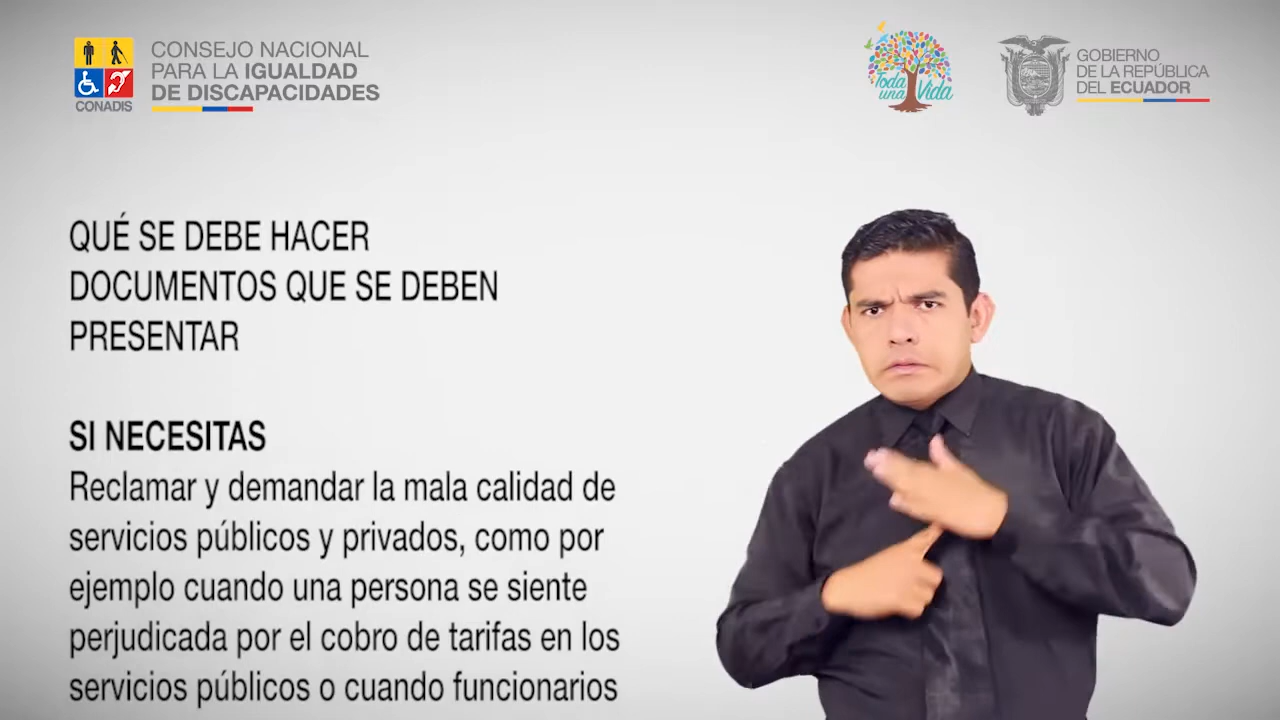 CONSEJO NACIONAL
PARA LA IGUALDAD
DE DISCAPACIDADES
CONADIS
Toda
una Vida
GOBIERNO
DE LA REPÚBLICA
DEL ECUADOR
QUÉ SE DEBE HACER
DOCUMENTOS QUE SE DEBEN
PRESENTAR
SI NECESITAS
Reclamar y demandar la mala calidad de
servicios públicos y privados, como por
ejemplo cuando una persona se siente
perjudicada por el cobro de tarifas en los
servicios públicos o cuando funcionarios